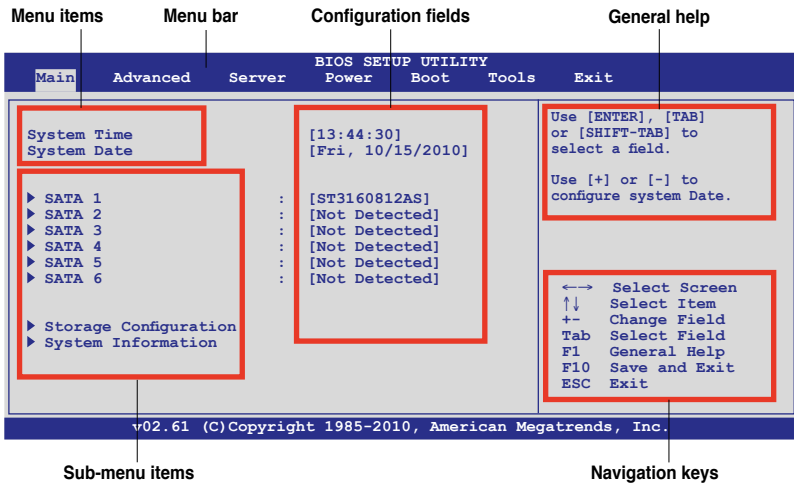 Menu items Menu bar Configuration fields General help
BIOS SETUP UTILITY
Main Advanced Server Power Boot Tools Exit
System Time [13:44:30]
System Date [Fri, 10/15/2010]
SATA 1 : [ST3160812AS]
SATA 2 : [Not Detected]
SATA 3 : [Not Detected]
SATA 4 : [Not Detected]
SATA 5 : [Not Detected]
SATA 6 : [Not Detected]
Storage Configuration
System Information
Use [ENTER], [TAB]
or [SHIFT-TAB] to
select a field.
Use [+] or [-] to
configure system Date.
←→ Select Screen
↑↓ Select Item
+- Change Field
Tab Select Field
F1 General Help
F10 Save and Exit
ESC Exit
v02.61 (C)Copyright 1985-2010, American Megatrends, Inc.
Sub-menu items Navigation keys